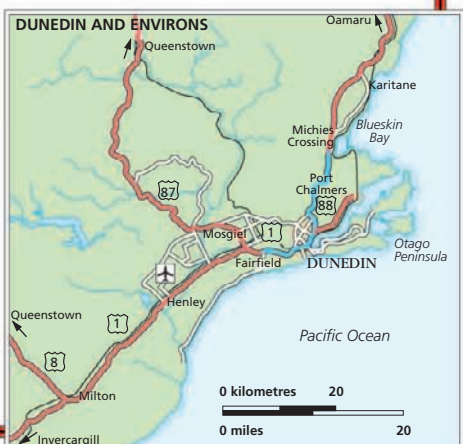 DUNEDIN AND ENVIRONS
Oamaru
Queenstown
Karitane
Michies
Crossing
Blueskin
Bay
Port
Chalmers
87
88
Mosgiel
1
Otago
Peninsula
Fairfield
DUNEDIN
Henley
Queenstown
1
Pacific Ocean
8
Milton
0 kilometres 20
0 miles 20
Invercargill